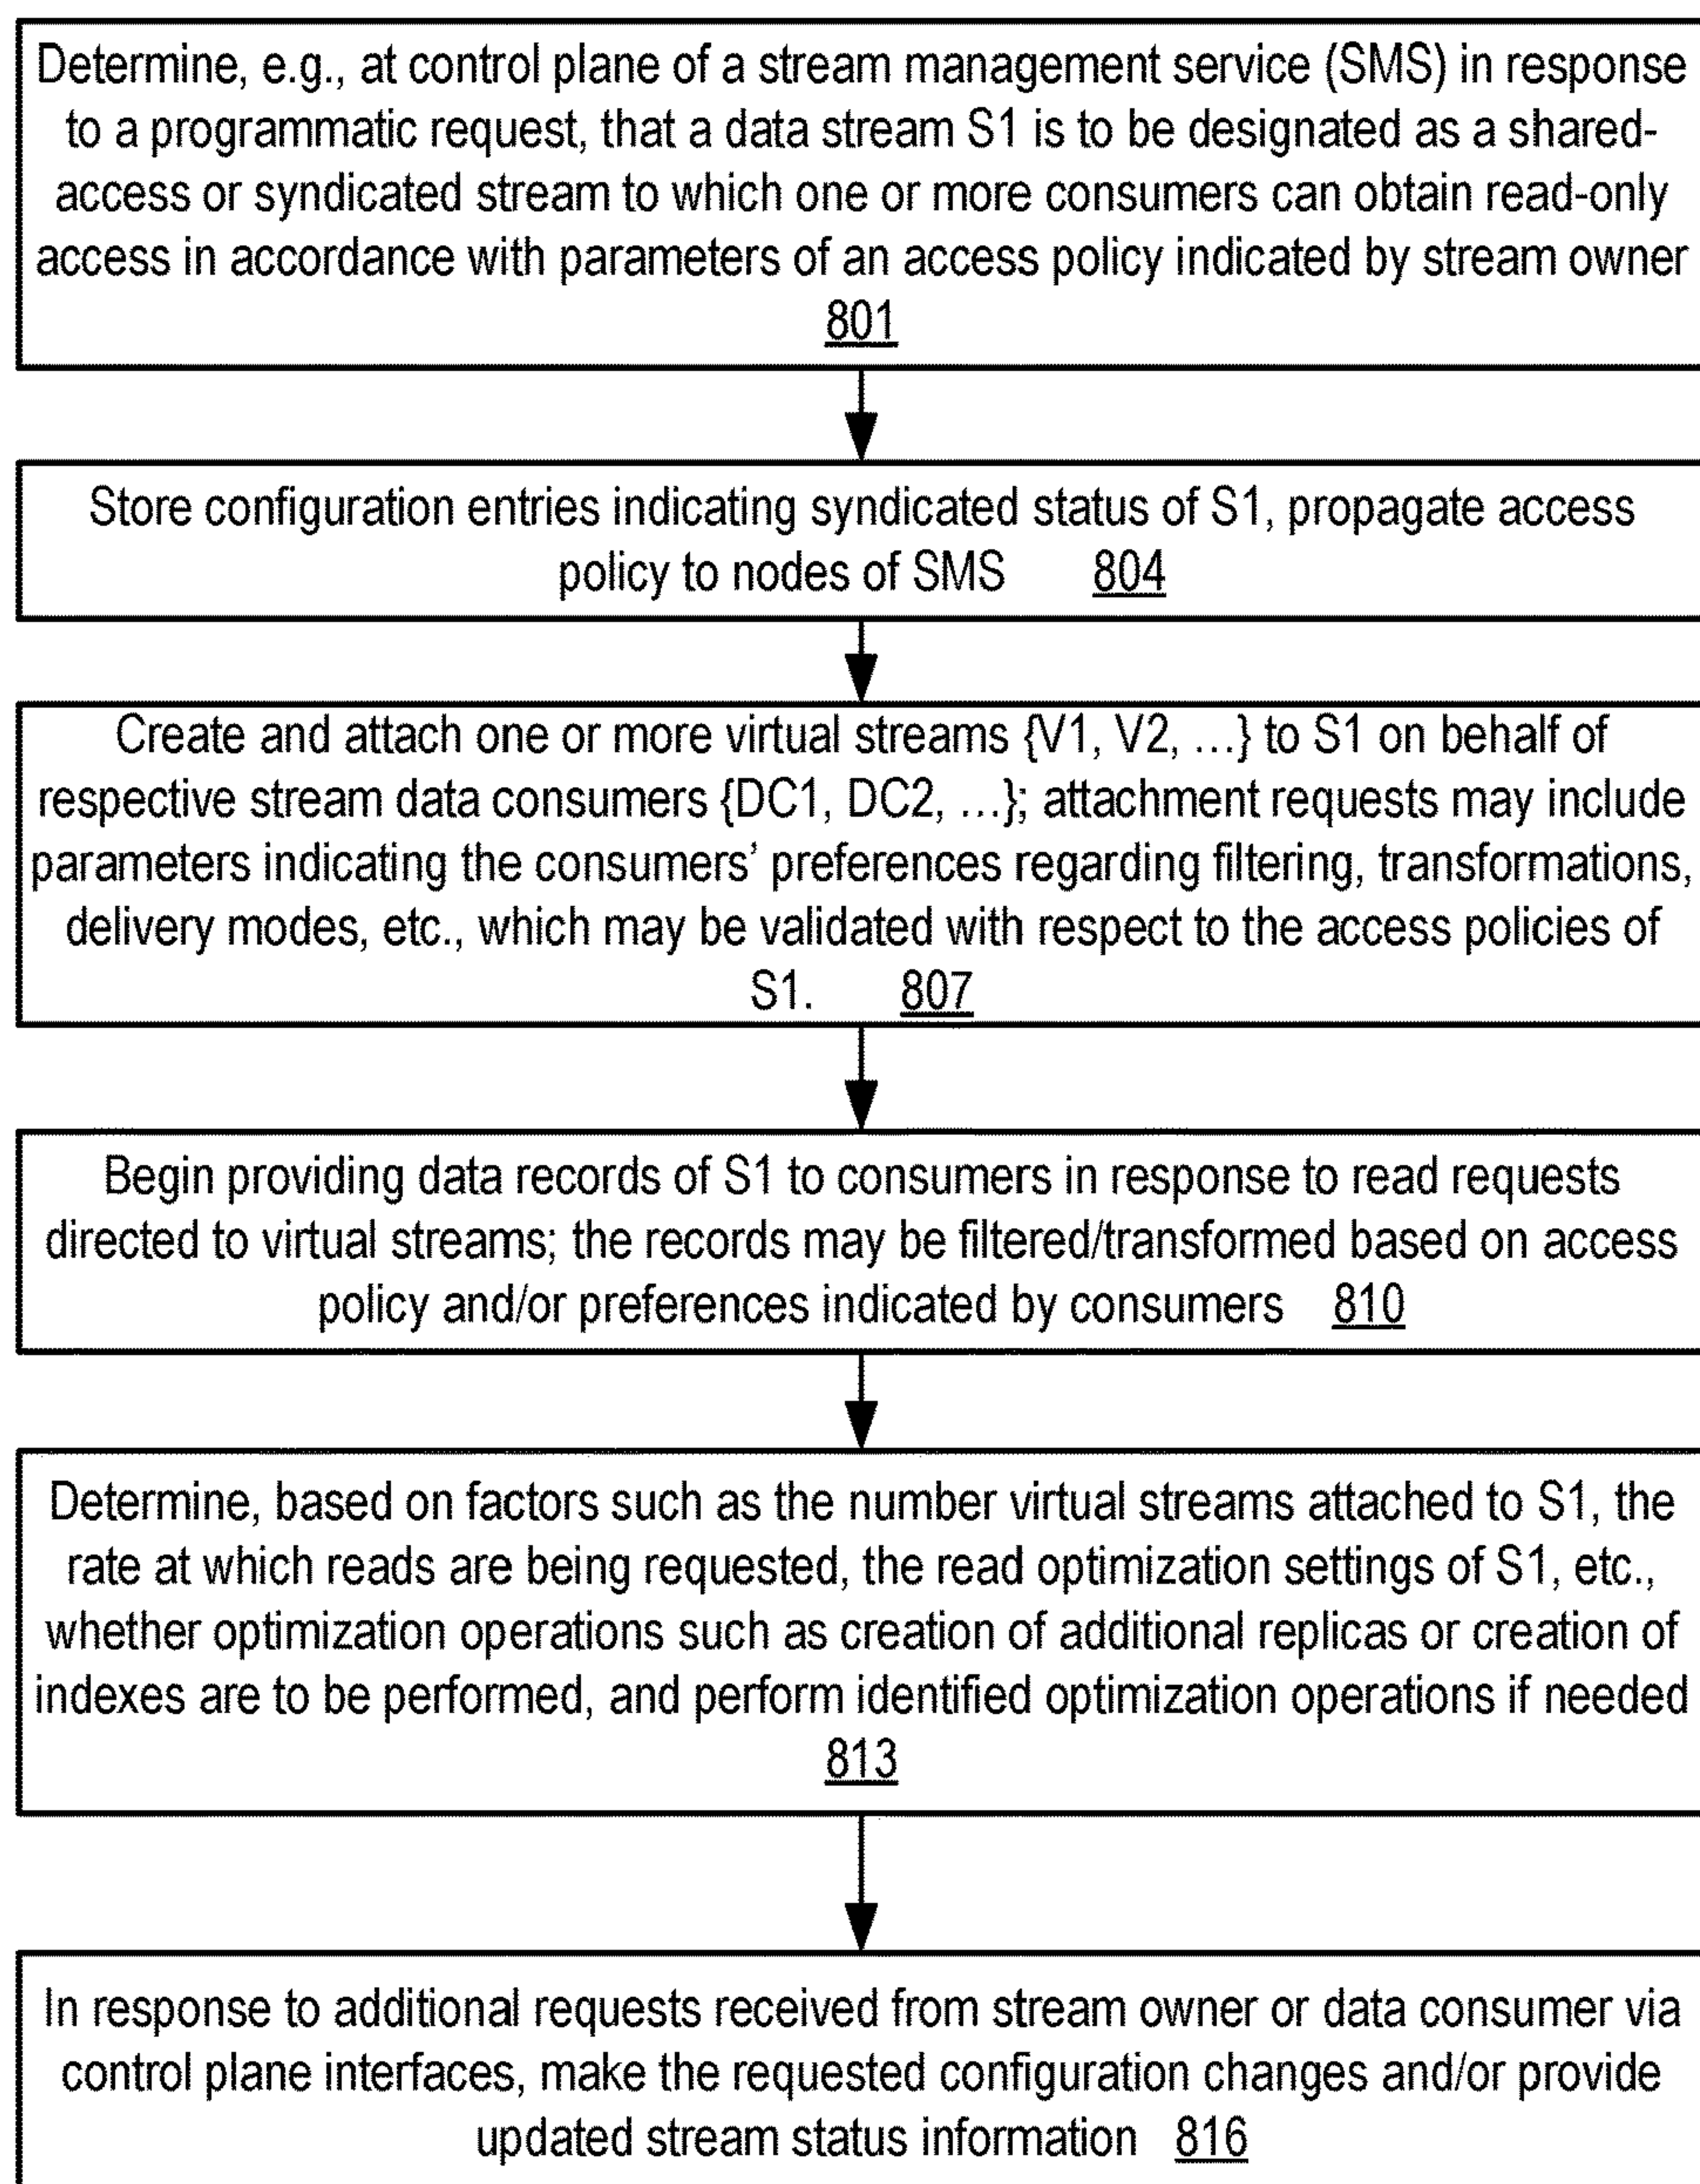 Determine, e.g., at control plane of a stream management service (SMS) in response
to a programmatic request, that a data stream S1 is to be designated as a shared-
access or syndicated stream to which one or more consumers can obtain read-only
access in accordance with parameters of an access policy indicated by stream owner
801
Store configuration entries indicating syndicated status of S1, propagate access
policy to nodes of SMS 804
Create and attach one or more virtual streams {V1, V2, …} to S1 on behalf of
respective stream data consumers {DC1, DC2, …}; attachment requests may include
parameters indicating the consumers’ preferences regarding filtering, transformations,
delivery modes, etc., which may be validated with respect to the access policies of
S1. 807
Begin providing data records of S1 to consumers in response to read requests
directed to virtual streams; the records may be filtered/transformed based on access
policy and/or preferences indicated by consumers 810
Determine, based on factors such as the number virtual streams attached to S1, the
rate at which reads are being requested, the read optimization settings of S1, etc.,
whether optimization operations such as creation of additional replicas or creation of
indexes are to be performed, and perform identified optimization operations if needed
813
In response to additional requests received from stream owner or data consumer via
control plane interfaces, make the requested configuration changes and/or provide
updated stream status information 816